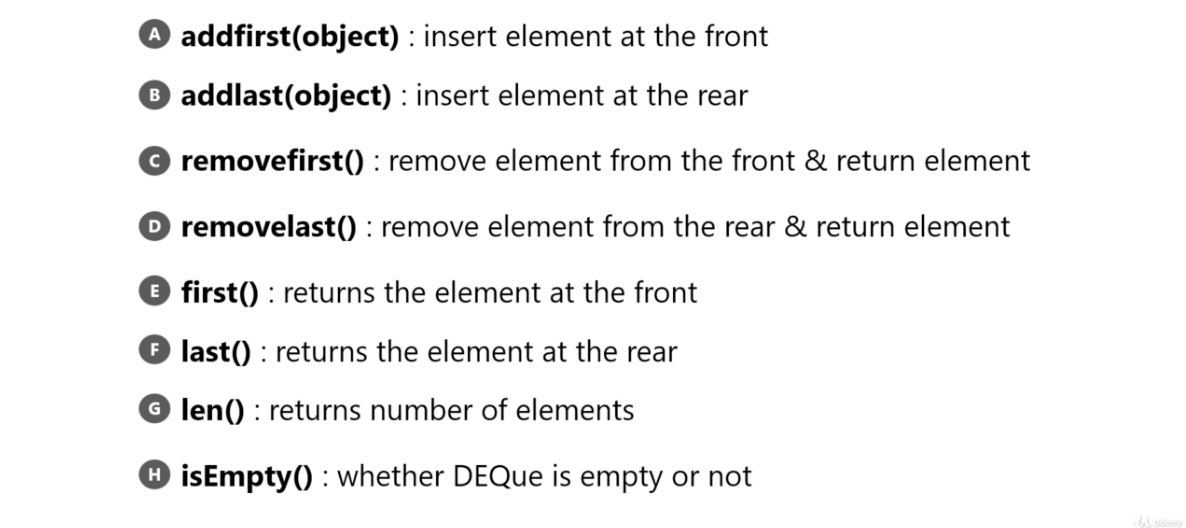 A addfirst(object) : insert element at the front
B addlast(object) : insert element at the rear
C removefirst() : remove element from the front & return element
D removelast() : remove element from the rear & return element
E first() : returns the element at the front
F last() : returns the element at the rear
G len() : returns number of elements
H isEmpty() : whether DEQue is empty or not
Udemy